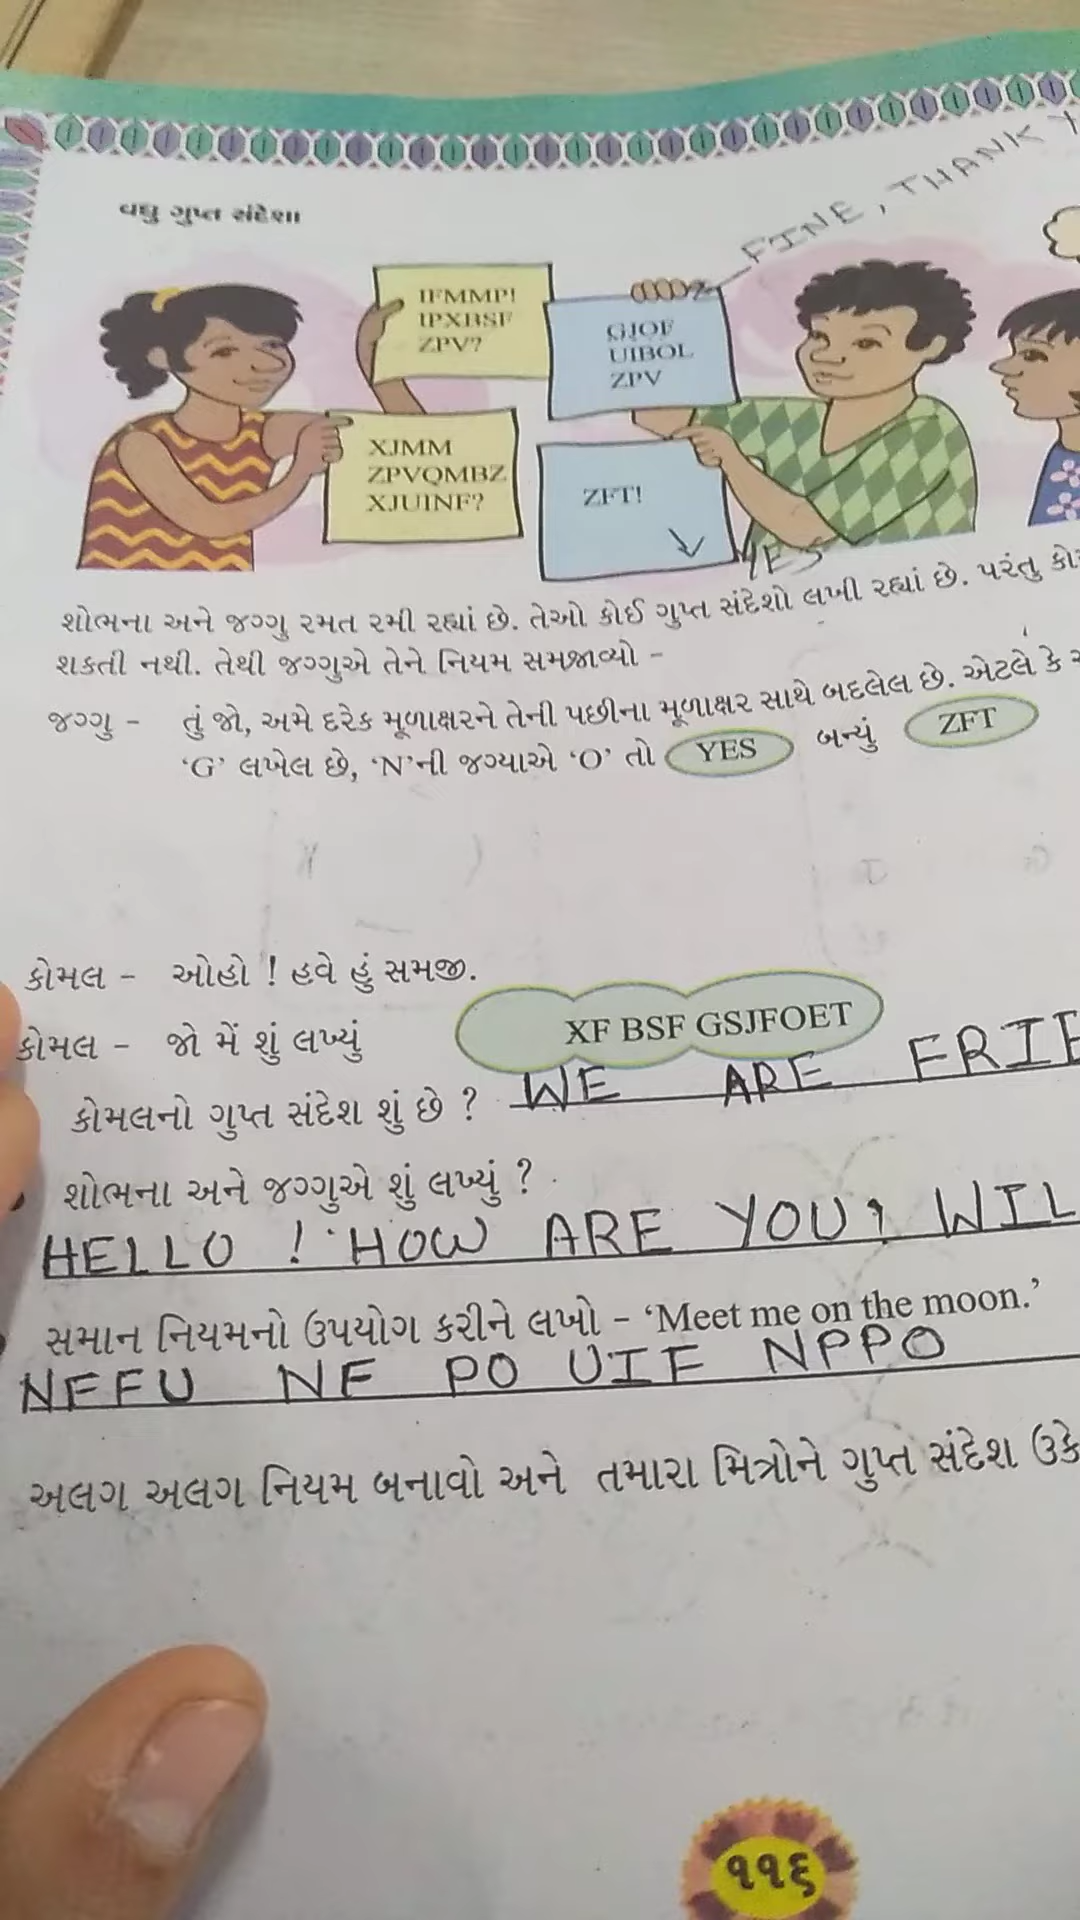 FINE, THANK Y
વધુ ગુપ્ત સંદેશા
IFMMP!
IPXBSF
ZPV?
GJOF
UIBOL
ZPV
XJMM
ZPVQMBZ
XJUINF?
ZFT!
YES
શોભના અને જગ્ગુ રમત રમી રહ્યાં છે. તેઓ કોઈ ગુપ્ત સંદેશો લખી રહ્યાં છે. પરંતુ કો
શકતી નથી. તેથી જગ્ગુએ તેને નિયમ સમજાવ્યો -
જગ્ગુ - તું જો, અમે દરેક મૂળાક્ષરને તેની પછીના મૂળાક્ષર સાથે બદલેલ છે. એટલે કે
'G' લખેલ છે, 'N'ની જગ્યાએ 'O' તો YES બન્યું ZFT
કોમલ - ઓહો ! હવે હું સમજી.
કોમલ - જો મેં શું લખ્યું XF BSF GSJFOET
કોમલનો ગુપ્ત સંદેશ શું છે ? WE ARE FRIE
શોભના અને જગ્ગુએ શું લખ્યું ?
HELLO ! HOW ARE YOU? WIL
સમાન નિયમનો ઉપયોગ કરીને લખો – 'Meet me on the moon.'
NFFU NF PO UIF NPPO
અલગ અલગ નિયમ બનાવો અને તમારા મિત્રોને ગુપ્ત સંદેશ ઉકે
૧૧૬